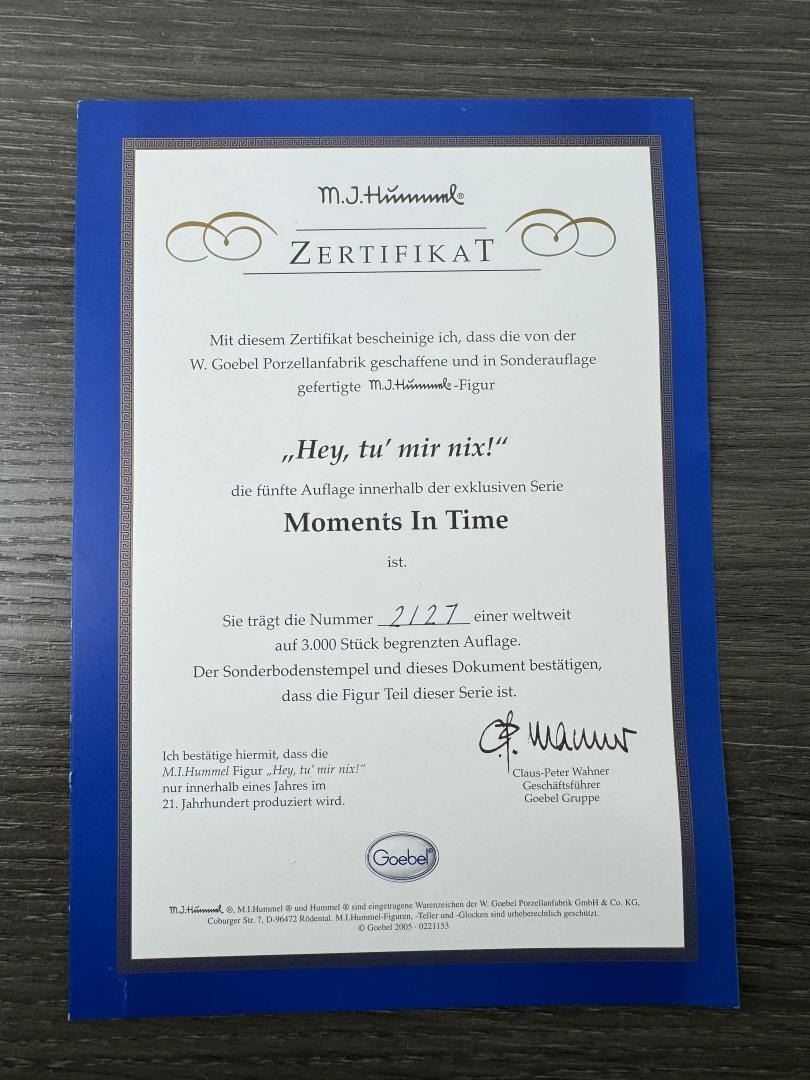 M.J.Hummel®
ZERTIFIKAT
Mit diesem Zertifikat bescheinige ich, dass die von der
W. Goebel Porzellanfabrik geschaffene und in Sonderauflage
gefertigte M.J.Hummel-Figur
„Hey, tu’ mir nix!“
die fünfte Auflage innerhalb der exklusiven Serie
Moments In Time
ist.
Sie trägt die Nummer 2127 einer weltweit
auf 3.000 Stück begrenzten Auflage.
Der Sonderbodenstempel und dieses Dokument bestätigen,
dass die Figur Teil dieser Serie ist.
Ich bestätige hiermit, dass die
M.I.Hummel Figur „Hey, tu’ mir nix!“
nur innerhalb eines Jahres im
21. Jahrhundert produziert wird.
Claus-Peter Wahner
Geschäftsführer
Goebel Gruppe
Goebel®
M.J.Hummel ®, M.I.Hummel ® und Hummel ® sind eingetragene Warenzeichen der W. Goebel Porzellanfabrik GmbH & Co. KG,
Coburger Str. 7, D-96472 Rödental. M.I.Hummel-Figuren, -Teller und -Glocken sind urheberrechtlich geschützt.
© Goebel 2005 · 0221153